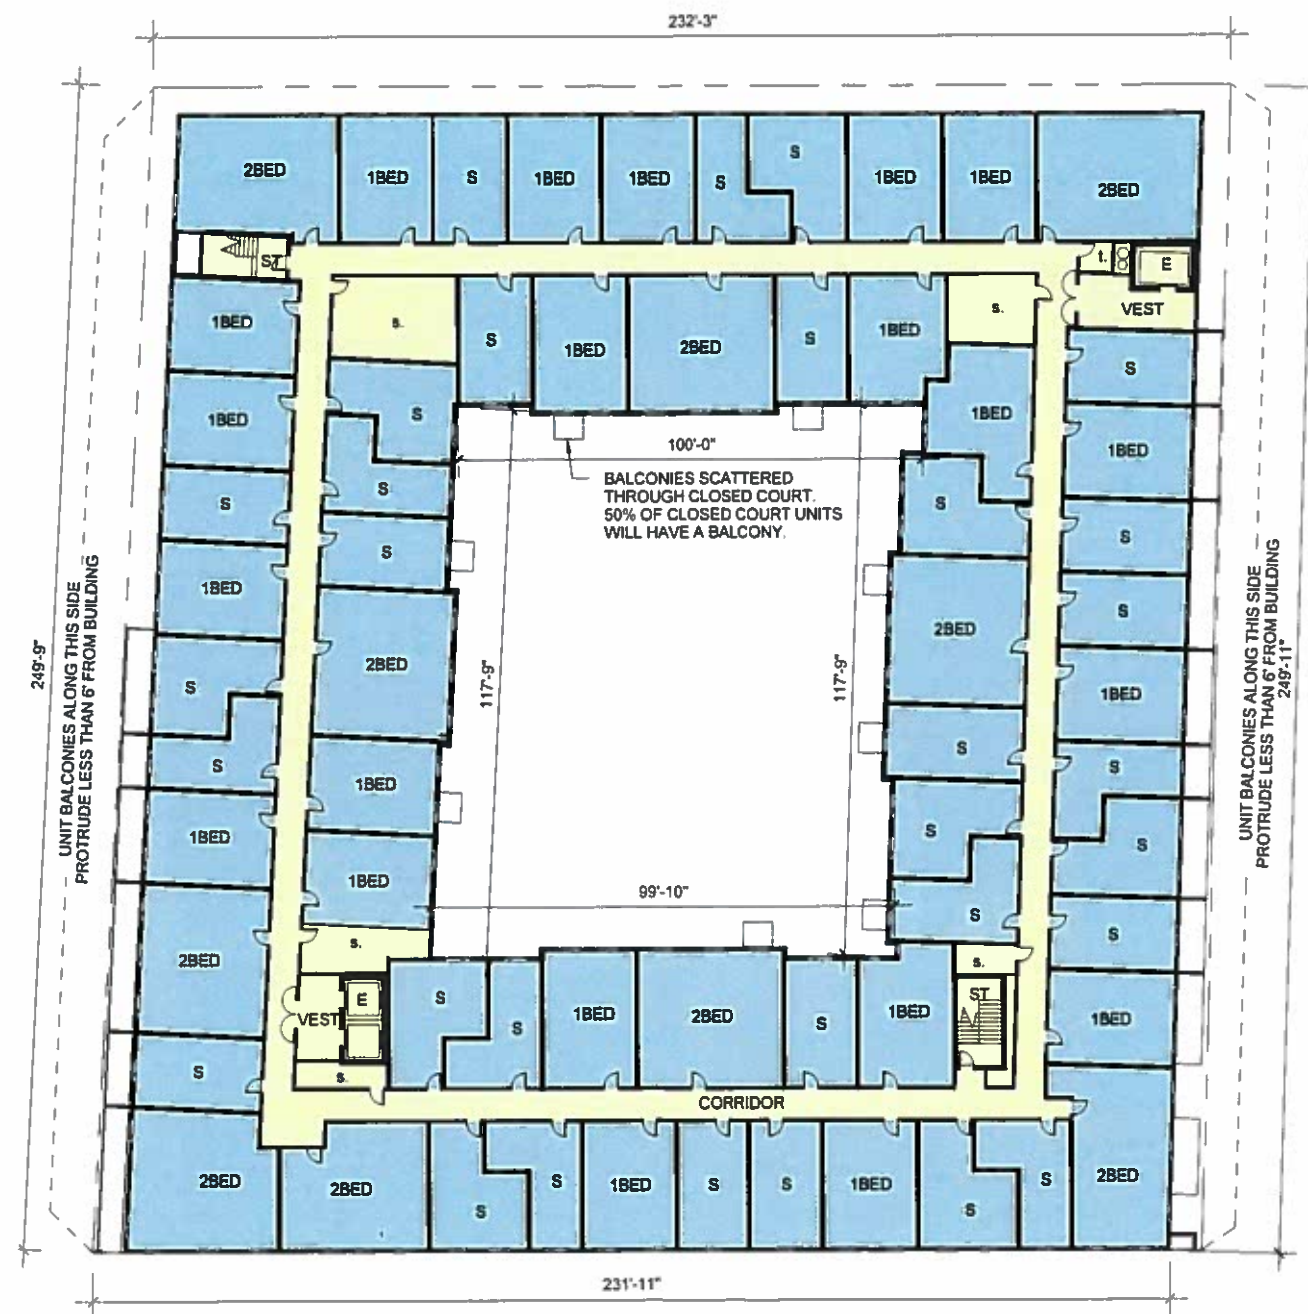 232'-3"
2BED
1BED
S
1BED
1BED
S
S
1BED
1BED
2BED
ST
t.
E
VEST
1BED
s.
S
1BED
2BED
S
1BED
s.
S
1BED
S
1BED
1BED
100'-0"
BALCONIES SCATTERED
THROUGH CLOSED COURT.
50% OF CLOSED COURT UNITS
WILL HAVE A BALCONY.
S
S
S
S
S
1BED
S
2BED
S
249'-9"
UNIT BALCONIES ALONG THIS SIDE
PROTRUDE LESS THAN 6' FROM BUILDING
UNIT BALCONIES ALONG THIS SIDE
PROTRUDE LESS THAN 6' FROM BUILDING
249'-11"
2BED
117'-9"
117'-9"
S
1BED
S
S
S
1BED
1BED
S
S
1BED
99'-10"
S
S
2BED
s.
s.
S
1BED
E
VEST
S
S
1BED
2BED
S
1BED
ST
S
s.
CORRIDOR
2BED
2BED
S
S
1BED
S
S
1BED
S
S
2BED
231'-11"